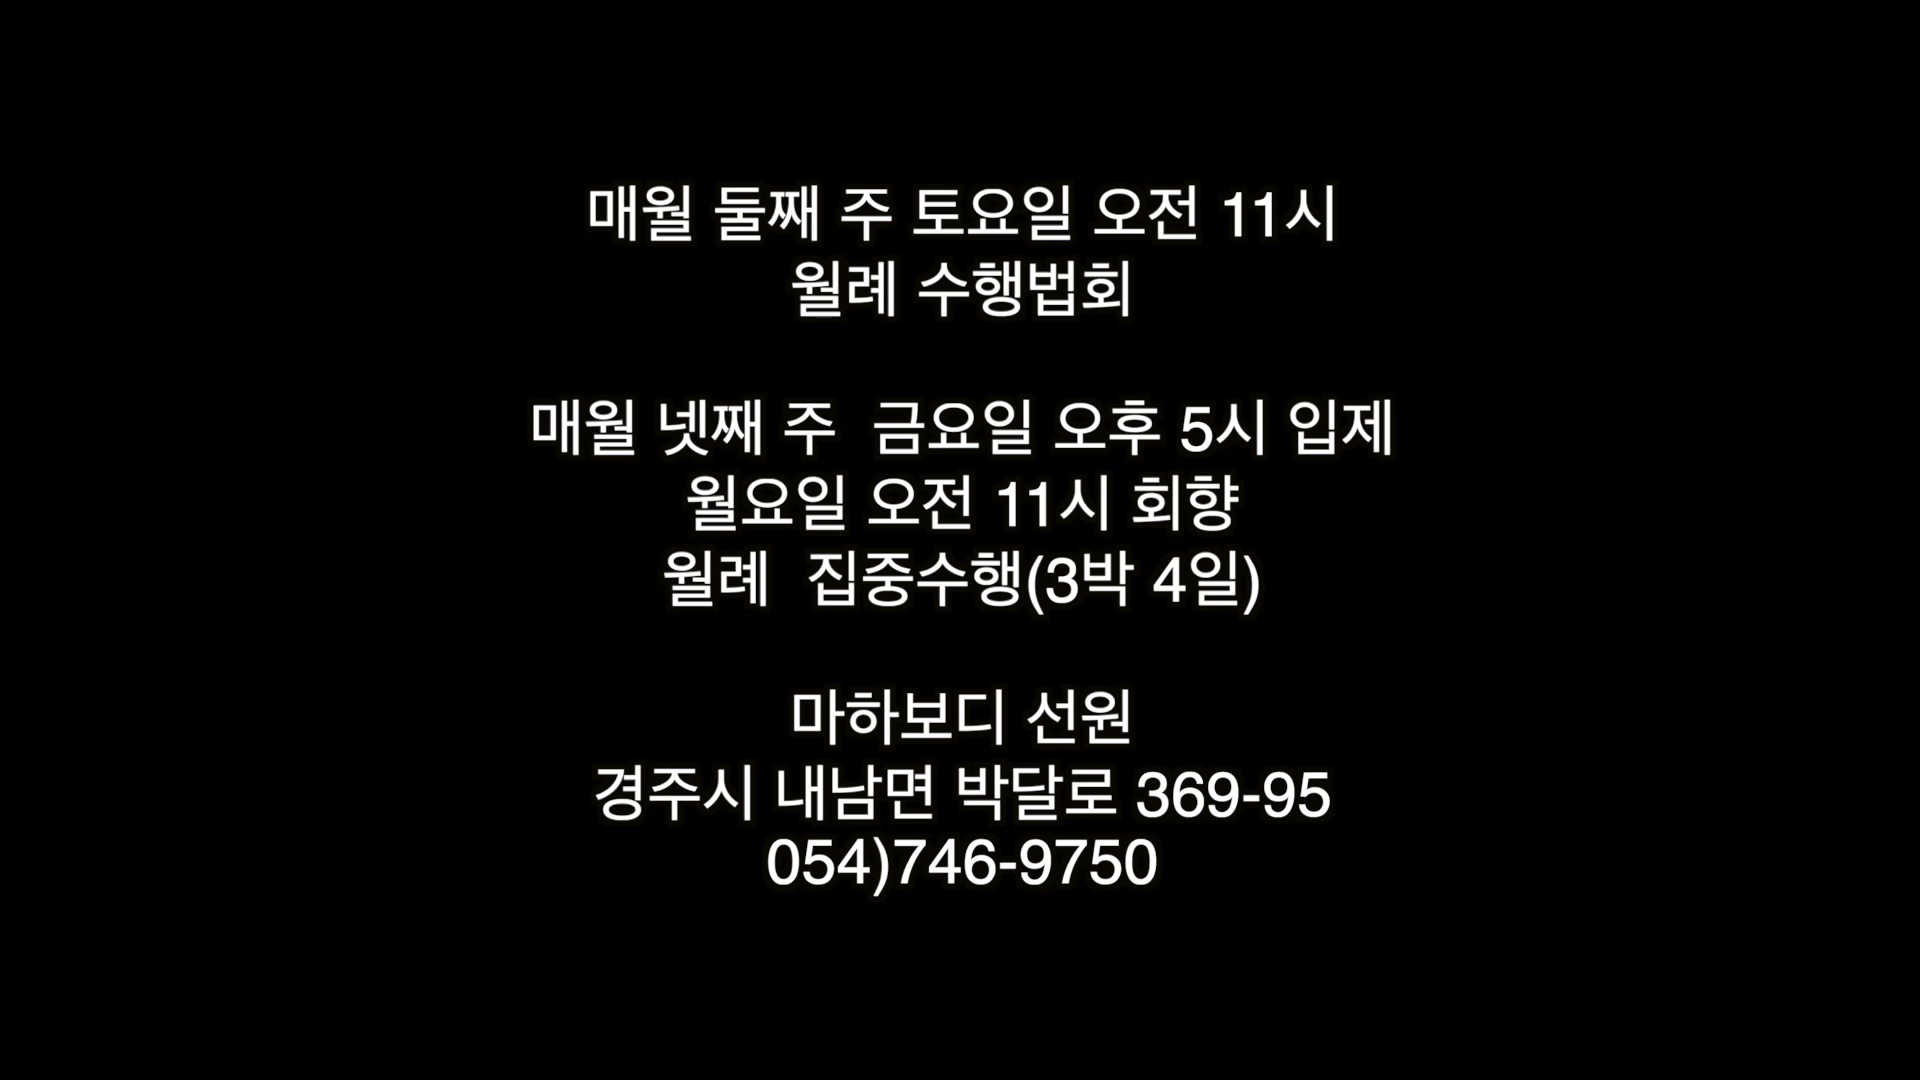 매월 둘째 주 토요일 오전 11시
월례 수행법회
매월 넷째 주 금요일 오후 5시 입제
월요일 오전 11시 회향
월례 집중수행(3박 4일)
마하보디 선원
경주시 내남면 박달로 369-95
054)746-9750